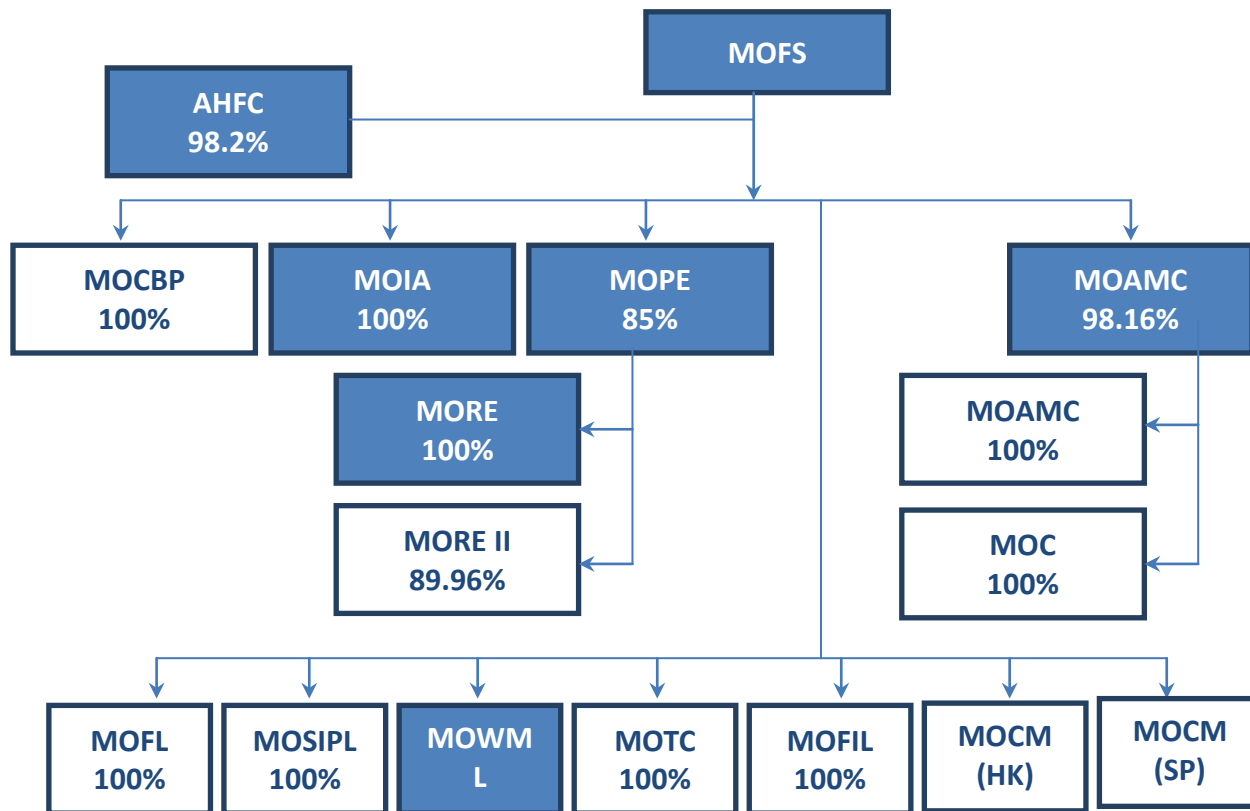 MOFS
AHFC
98.2%
MOCBP
100%
MOIA
100%
MOPE
85%
MOAMC
98.16%
MORE
100%
MOAMC
100%
MORE II
89.96%
MOC
100%
MOFL
100%
MOSIPL
100%
MOWM
L
MOTC
100%
MOFIL
100%
MOCM
(HK)
MOCM
(SP)